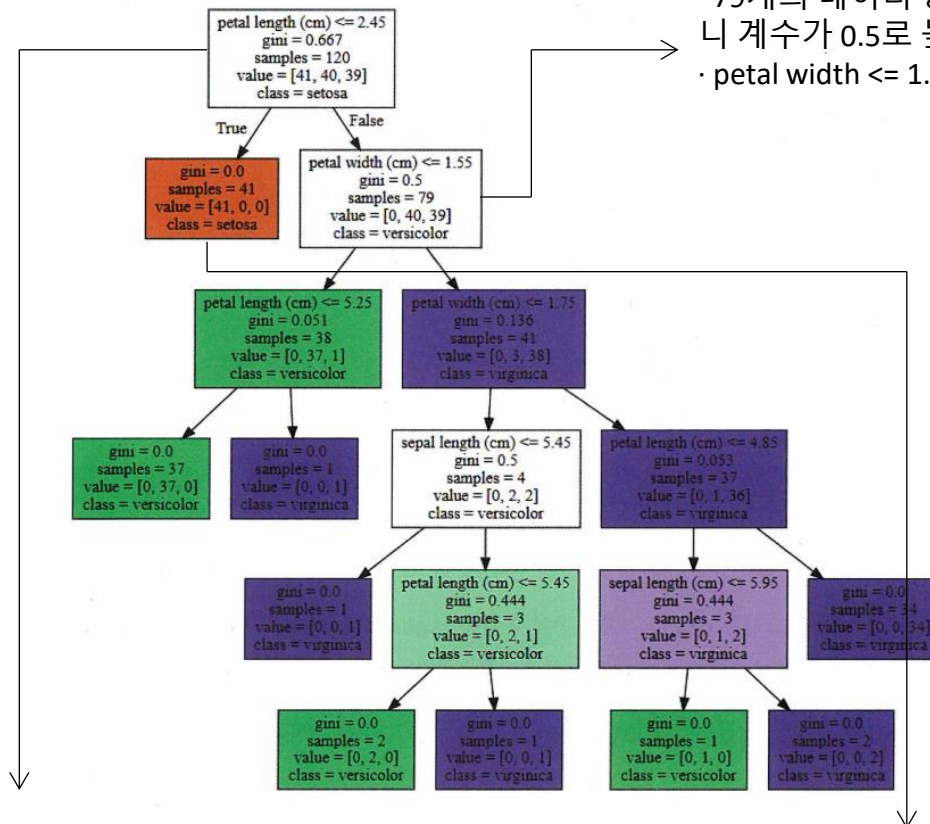 79개의 데이터
니 계수가 0.5로
· petal width <= 1.
petal length (cm) <= 2.45
gini = 0.667
samples = 120
value = [41, 40, 39]
class = setosa
True
False
gini = 0.0
samples = 41
value = [41, 0, 0]
class = setosa
petal width (cm) <= 1.55
gini = 0.5
samples = 79
value = [0, 40, 39]
class = versicolor
petal length (cm) <= 5.25
gini = 0.051
samples = 38
value = [0, 37, 1]
class = versicolor
petal width (cm) <= 1.75
gini = 0.136
samples = 41
value = [0, 3, 38]
class = virginica
gini = 0.0
samples = 37
value = [0, 37, 0]
class = versicolor
gini = 0.0
samples = 1
value = [0, 0, 1]
class = virginica
sepal length (cm) <= 5.45
gini = 0.5
samples = 4
value = [0, 2, 2]
class = versicolor
petal length (cm) <= 4.85
gini = 0.053
samples = 37
value = [0, 1, 36]
class = virginica
gini = 0.0
samples = 1
value = [0, 0, 1]
class = virginica
petal length (cm) <= 5.45
gini = 0.444
samples = 3
value = [0, 2, 1]
class = versicolor
sepal length (cm) <= 5.95
gini = 0.444
samples = 3
value = [0, 1, 2]
class = virginica
gini = 0.0
samples = 34
value = [0, 0, 34]
class = virginica
gini = 0.0
samples = 2
value = [0, 2, 0]
class = versicolor
gini = 0.0
samples = 1
value = [0, 0, 1]
class = virginica
gini = 0.0
samples = 1
value = [0, 1, 0]
class = versicolor
gini = 0.0
samples = 2
value = [0, 0, 2]
class = virginica